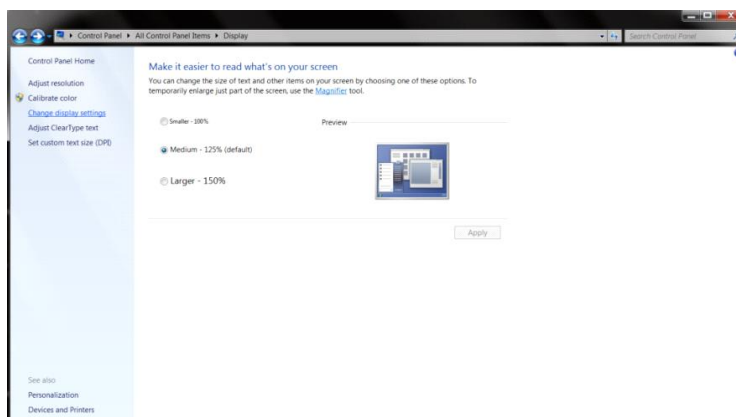 Control Panel ▸ All Control Panel Items ▸ Display
Search Control Panel
Control Panel Home
Adjust resolution
Calibrate color
Change display settings
Adjust ClearType text
Set custom text size (DPI)
Make it easier to read what's on your screen
You can change the size of text and other items on your screen by choosing one of these options. To
temporarily enlarge just part of the screen, use the Magnifier tool.
Smaller - 100%
Preview
Medium - 125% (default)
Larger - 150%
Apply
See also
Personalization
Devices and Printers